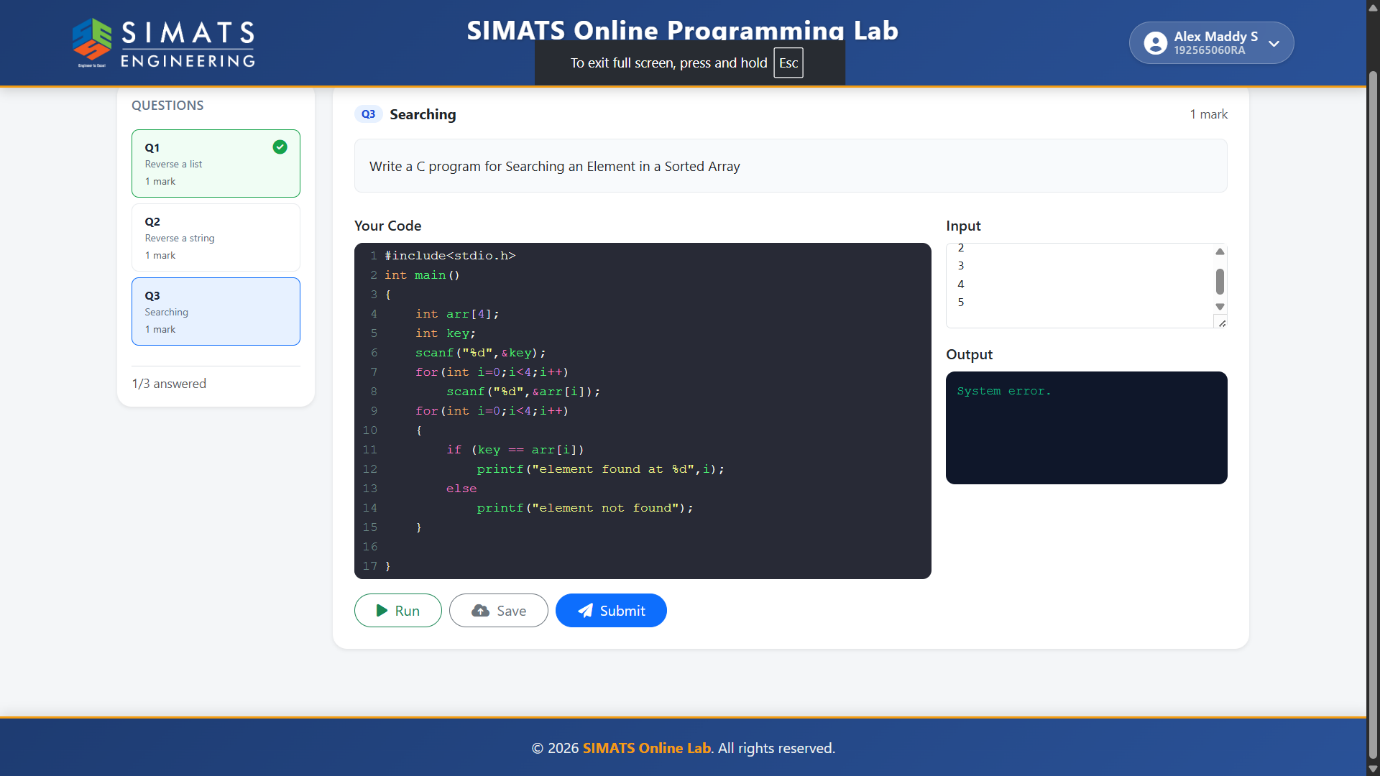 SIMATS
ENGINEERING
Engineer to Excel
SIMATS Online Programming Lab
To exit full screen, press and hold Esc
Alex Maddy S
192565060RA
QUESTIONS
Q1
Reverse a list
1 mark
Q2
Reverse a string
1 mark
Q3
Searching
1 mark
1/3 answered
Q3 Searching
1 mark
Write a C program for Searching an Element in a Sorted Array
Your Code
1 #include<stdio.h>
2 int main()
3 {
4     int arr[4];
5     int key;
6     scanf("%d",&key);
7     for(int i=0;i<4;i++)
8         scanf("%d",&arr[i]);
9     for(int i=0;i<4;i++)
10     {
11         if (key == arr[i])
12             printf("element found at %d",i);
13         else
14             printf("element not found");
15     }
16
17 }
Run
Save
Submit
Input
2
3
4
5
Output
System error.
© 2026 SIMATS Online Lab. All rights reserved.